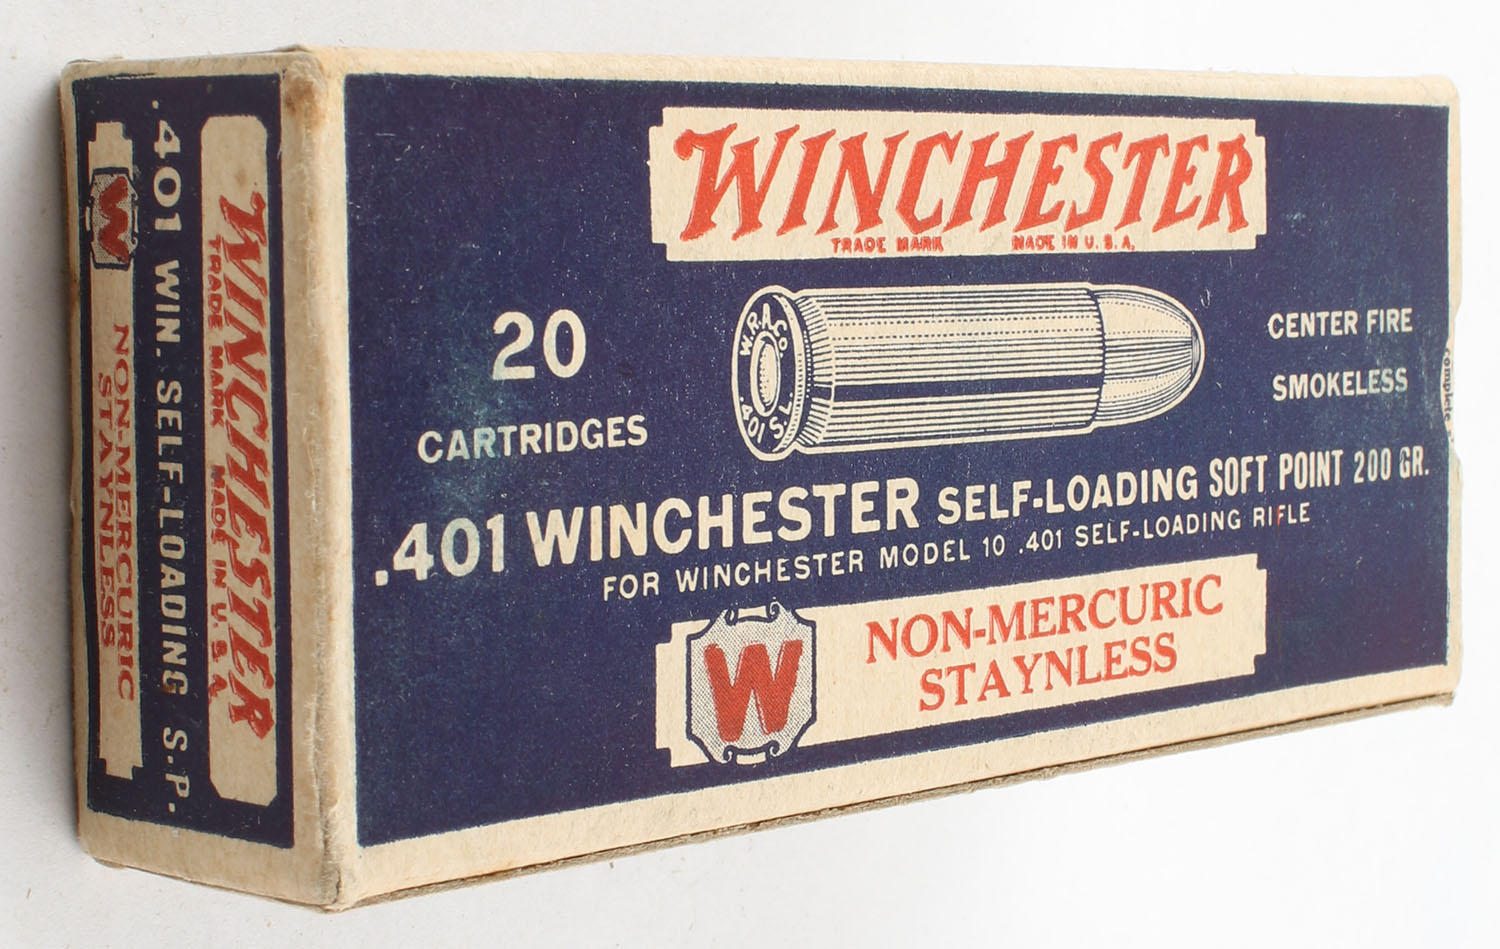 WINCHESTER
TRADE MARK MADE IN U.S.A.
20
CARTRIDGES
W.R.A.Co.
.401 S.L.
CENTER FIRE
SMOKELESS
.401 WINCHESTER SELF-LOADING SOFT POINT 200 GR.
FOR WINCHESTER MODEL 10 .401 SELF-LOADING RIFLE
W
NON-MERCURIC
STAYNLESS
complete
WINCHESTER
TRADE MARK MADE IN U.S.A.
.401 WIN. SELF-LOADING S.P.
W
NON-MERCURIC
STAYNLESS